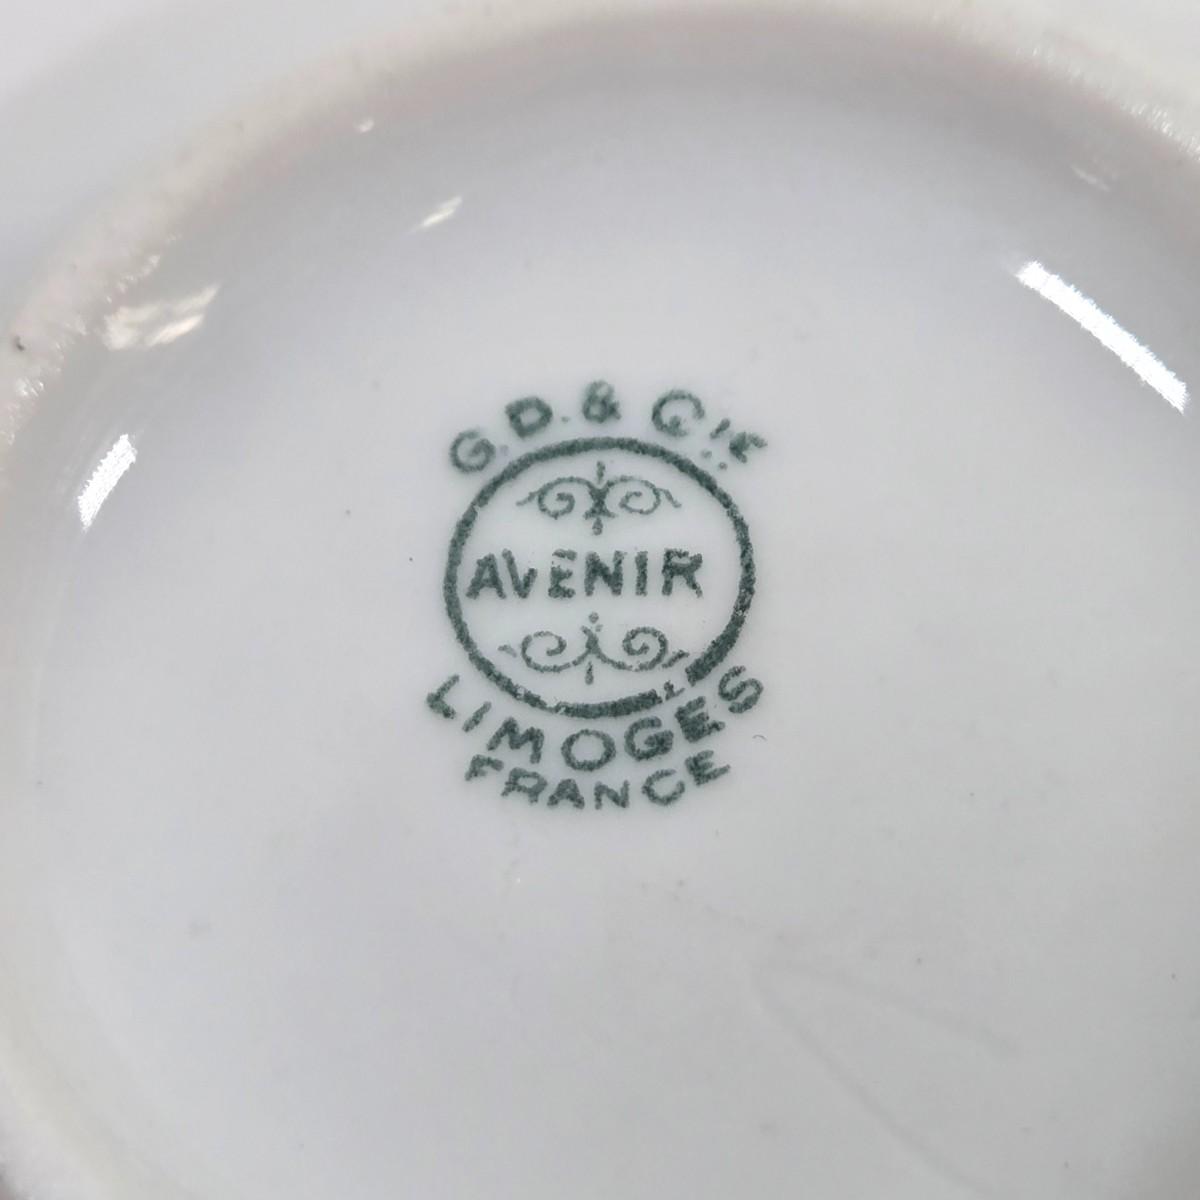 G.D. & Cie
AVENIR
LIMOGES
FRANCE